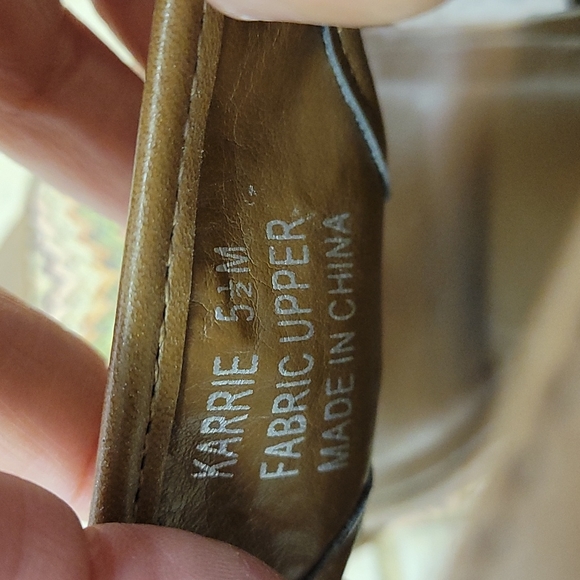 KARRIE 5½M
FABRIC UPPER
MADE IN CHINA